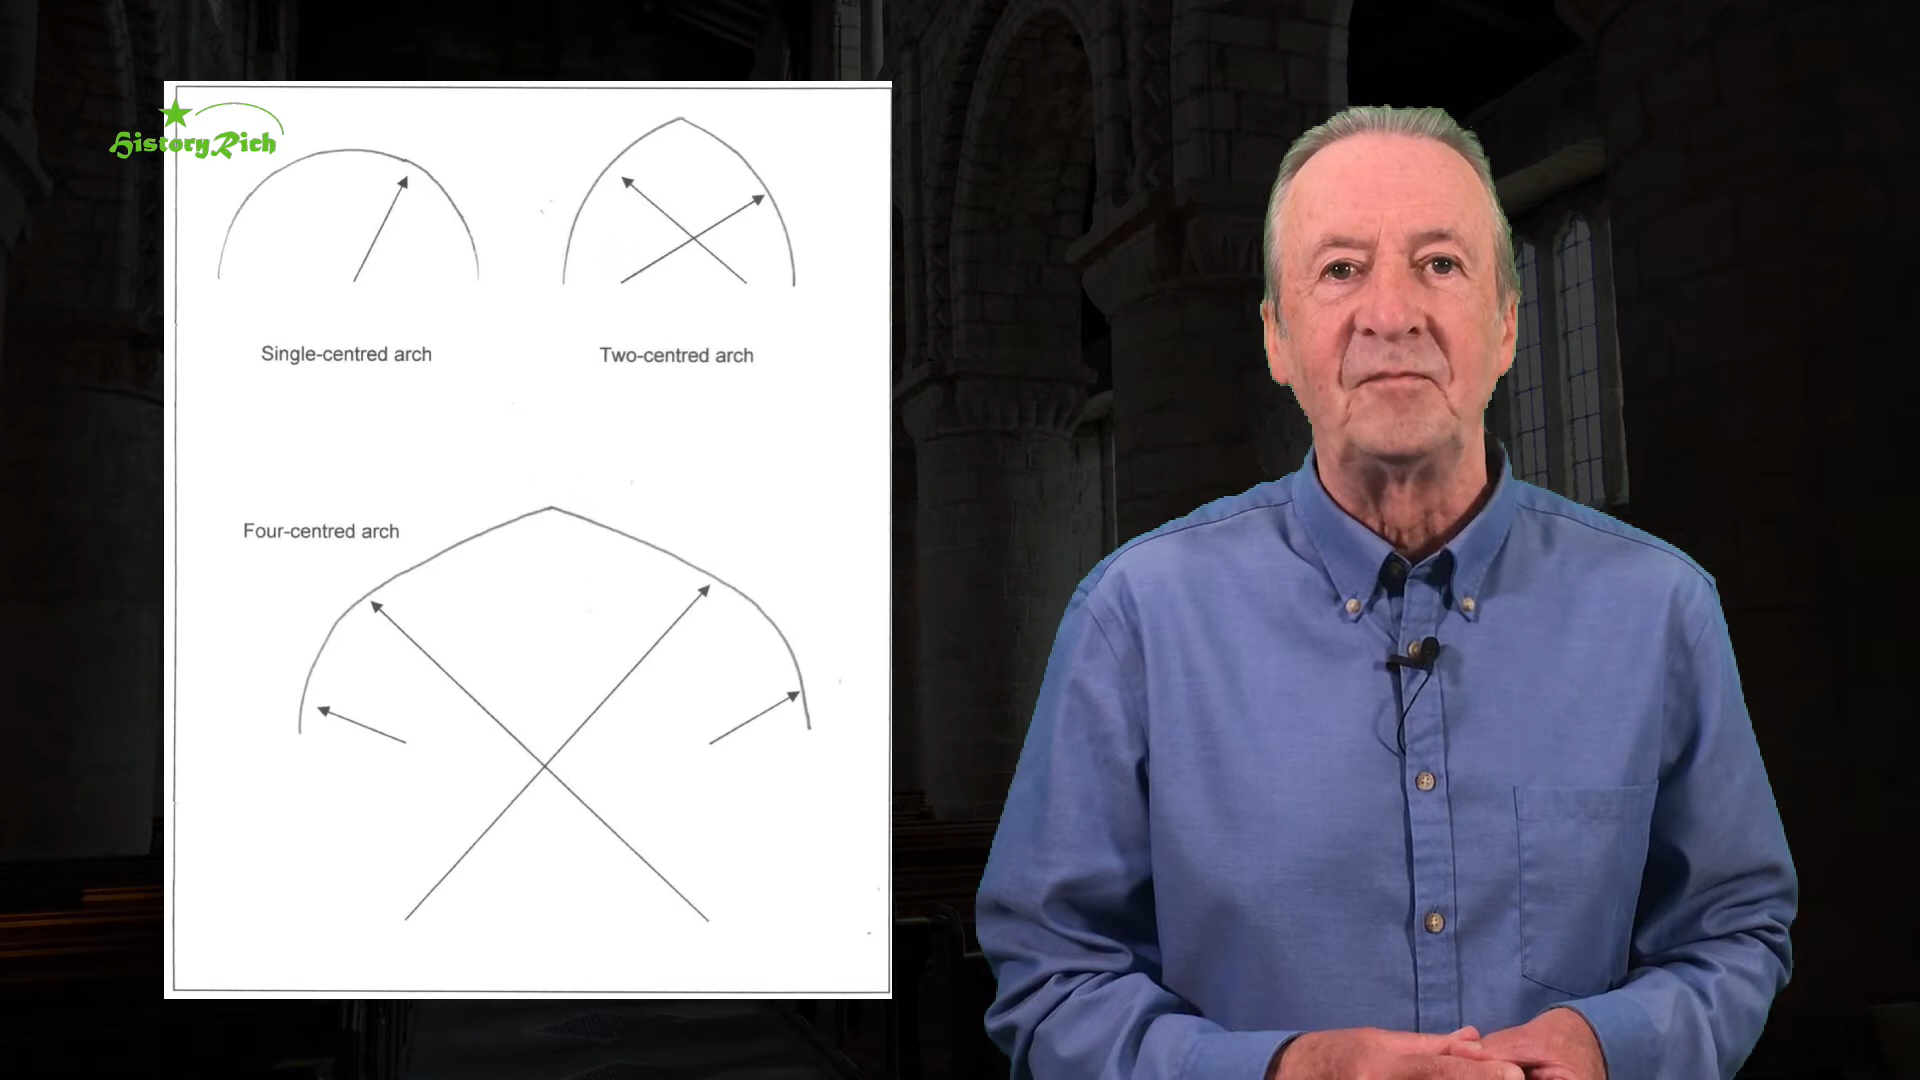 HistoryRich
Single-centred arch
Two-centred arch
Four-centred arch